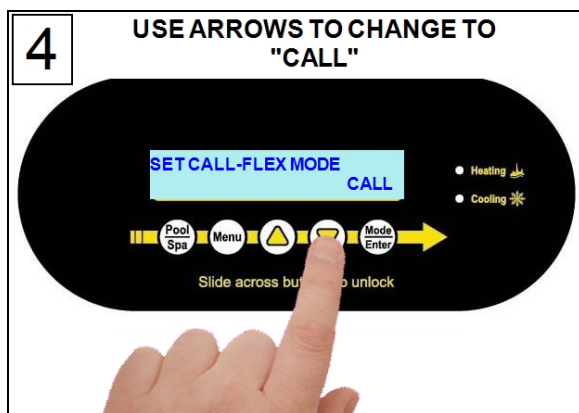 4
USE ARROWS TO CHANGE TO
"CALL"
SET CALL-FLEX MODE
CALL
Heating
Cooling
Pool
Spa
Menu
Mode
Enter
Slide across but o unlock